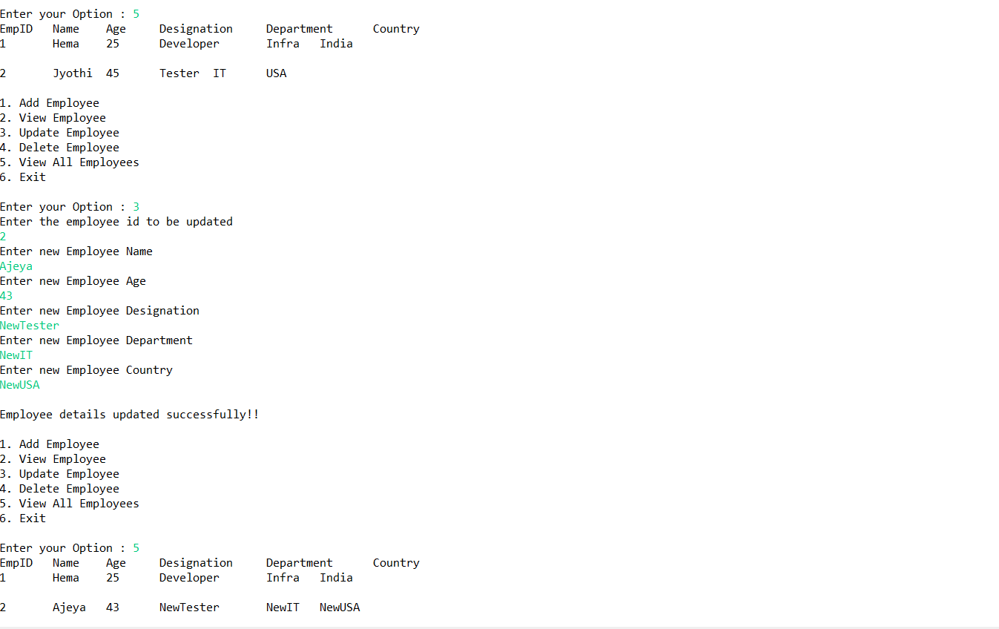 Enter your Option : 5
EmpID   Name    Age     Designation     Department      Country
1       Hema    25      Developer       Infra   India
2       Jyothi  45      Tester  IT      USA
1. Add Employee
2. View Employee
3. Update Employee
4. Delete Employee
5. View All Employees
6. Exit
Enter your Option : 3
Enter the employee id to be updated
2
Enter new Employee Name
Ajeya
Enter new Employee Age
43
Enter new Employee Designation
NewTester
Enter new Employee Department
NewIT
Enter new Employee Country
NewUSA
Employee details updated successfully!!
1. Add Employee
2. View Employee
3. Update Employee
4. Delete Employee
5. View All Employees
6. Exit
Enter your Option : 5
EmpID   Name    Age     Designation     Department      Country
1       Hema    25      Developer       Infra   India
2       Ajeya   43      NewTester       NewIT   NewUSA